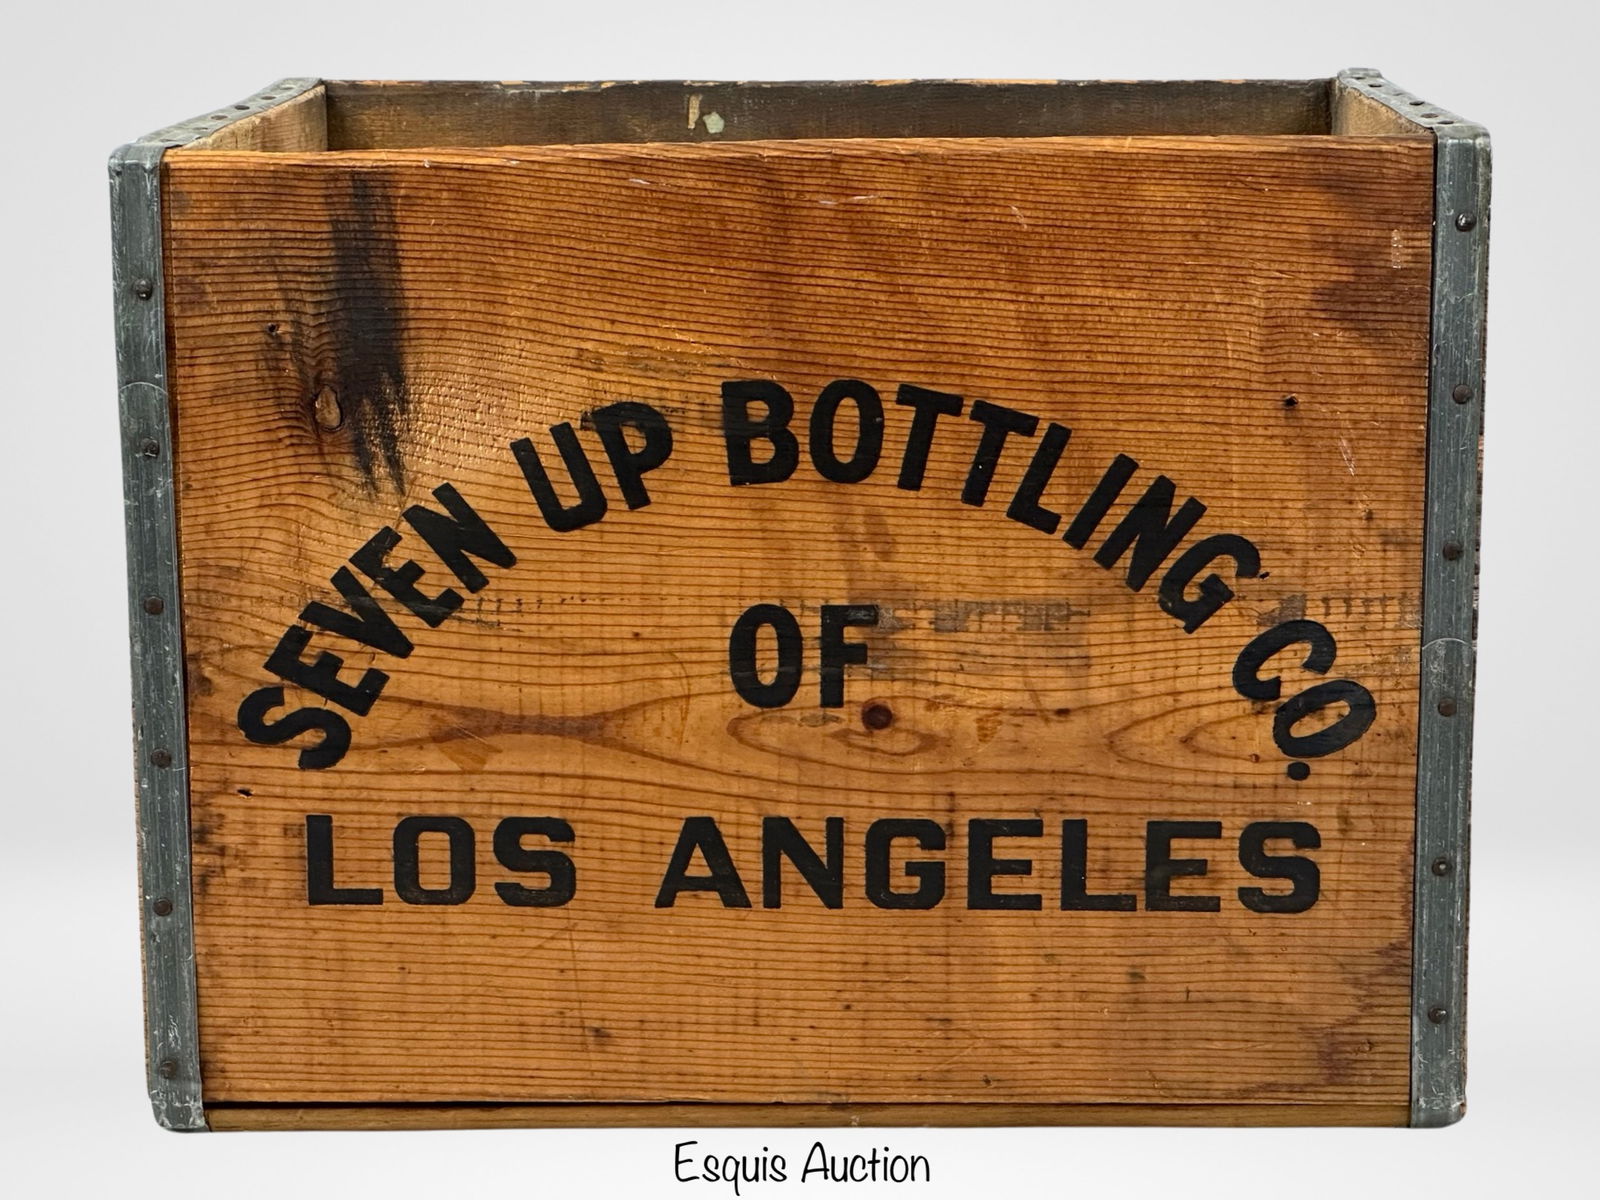 SEVEN UP BOTTLING CO.
OF
LOS ANGELES
Esquis Auction